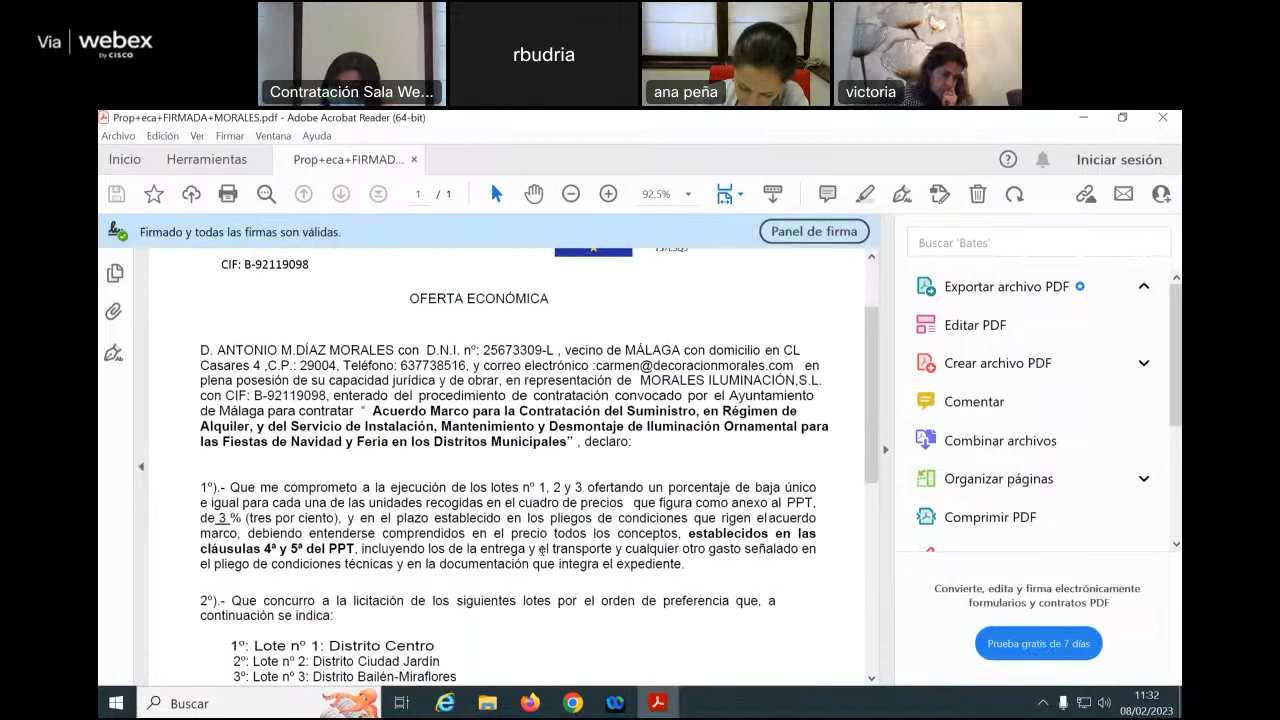 Via webex
by CISCO
Contratación Sala We...
rbudria
ana peña
victoria
Prop+eca+FIRMADA+MORALES.pdf - Adobe Acrobat Reader (64-bit)
Archivo Edición Ver Firmar Ventana Ayuda
Inicio Herramientas Prop+eca+FIRMAD... × Iniciar sesión
1 / 1 92,5%
Firmado y todas las firmas son válidas. Panel de firma
CIF: B-92119098
OFERTA ECONÓMICA
D. ANTONIO M.DÍAZ MORALES con D.N.I. nº: 25673309-L , vecino de MÁLAGA con domicilio en CL
Casares 4 ,C.P.: 29004, Teléfono: 637738516, y correo electrónico :carmen@decoracionmorales.com en
plena posesión de su capacidad jurídica y de obrar, en representación de MORALES ILUMINACIÓN,S.L.
con CIF: B-92119098, enterado del procedimiento de contratación convocado por el Ayuntamiento
de Málaga para contratar “ Acuerdo Marco para la Contratación del Suministro, en Régimen de
Alquiler, y del Servicio de Instalación, Mantenimiento y Desmontaje de Iluminación Ornamental para
las Fiestas de Navidad y Feria en los Distritos Municipales” , declaro:
1º).- Que me comprometo a la ejecución de los lotes nº 1, 2 y 3 ofertando un porcentaje de baja único
e igual para cada una de las unidades recogidas en el cuadro de precios que figura como anexo al PPT,
de 3 % (tres por ciento), y en el plazo establecido en los pliegos de condiciones que rigen el acuerdo
marco, debiendo entenderse comprendidos en el precio todos los conceptos, establecidos en las
cláusulas 4ª y 5ª del PPT, incluyendo los de la entrega y el transporte y cualquier otro gasto señalado en
el pliego de condiciones técnicas y en la documentación que integra el expediente.
2º).- Que concurro a la licitación de los siguientes lotes por el orden de preferencia que, a
continuación se indica:
1º: Lote nº 1: Distrito Centro
2º: Lote nº 2: Distrito Ciudad Jardín
3º: Lote nº 3: Distrito Bailén-Miraflores
Buscar 'Bates'
Exportar archivo PDF
Editar PDF
Crear archivo PDF
Comentar
Combinar archivos
Organizar páginas
Comprimir PDF
Convierte, edita y firma electrónicamente
formularios y contratos PDF
Prueba gratis de 7 días
Buscar
11:32
08/02/2023